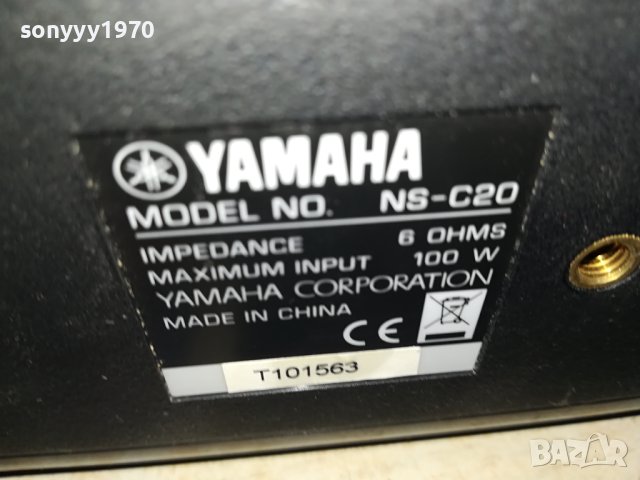 sonyyy1970
YAMAHA
MODEL NO. NS-C20
IMPEDANCE 6 OHMS
MAXIMUM INPUT 100 W
YAMAHA CORPORATION
MADE IN CHINA
CE
T101563
BAZAR